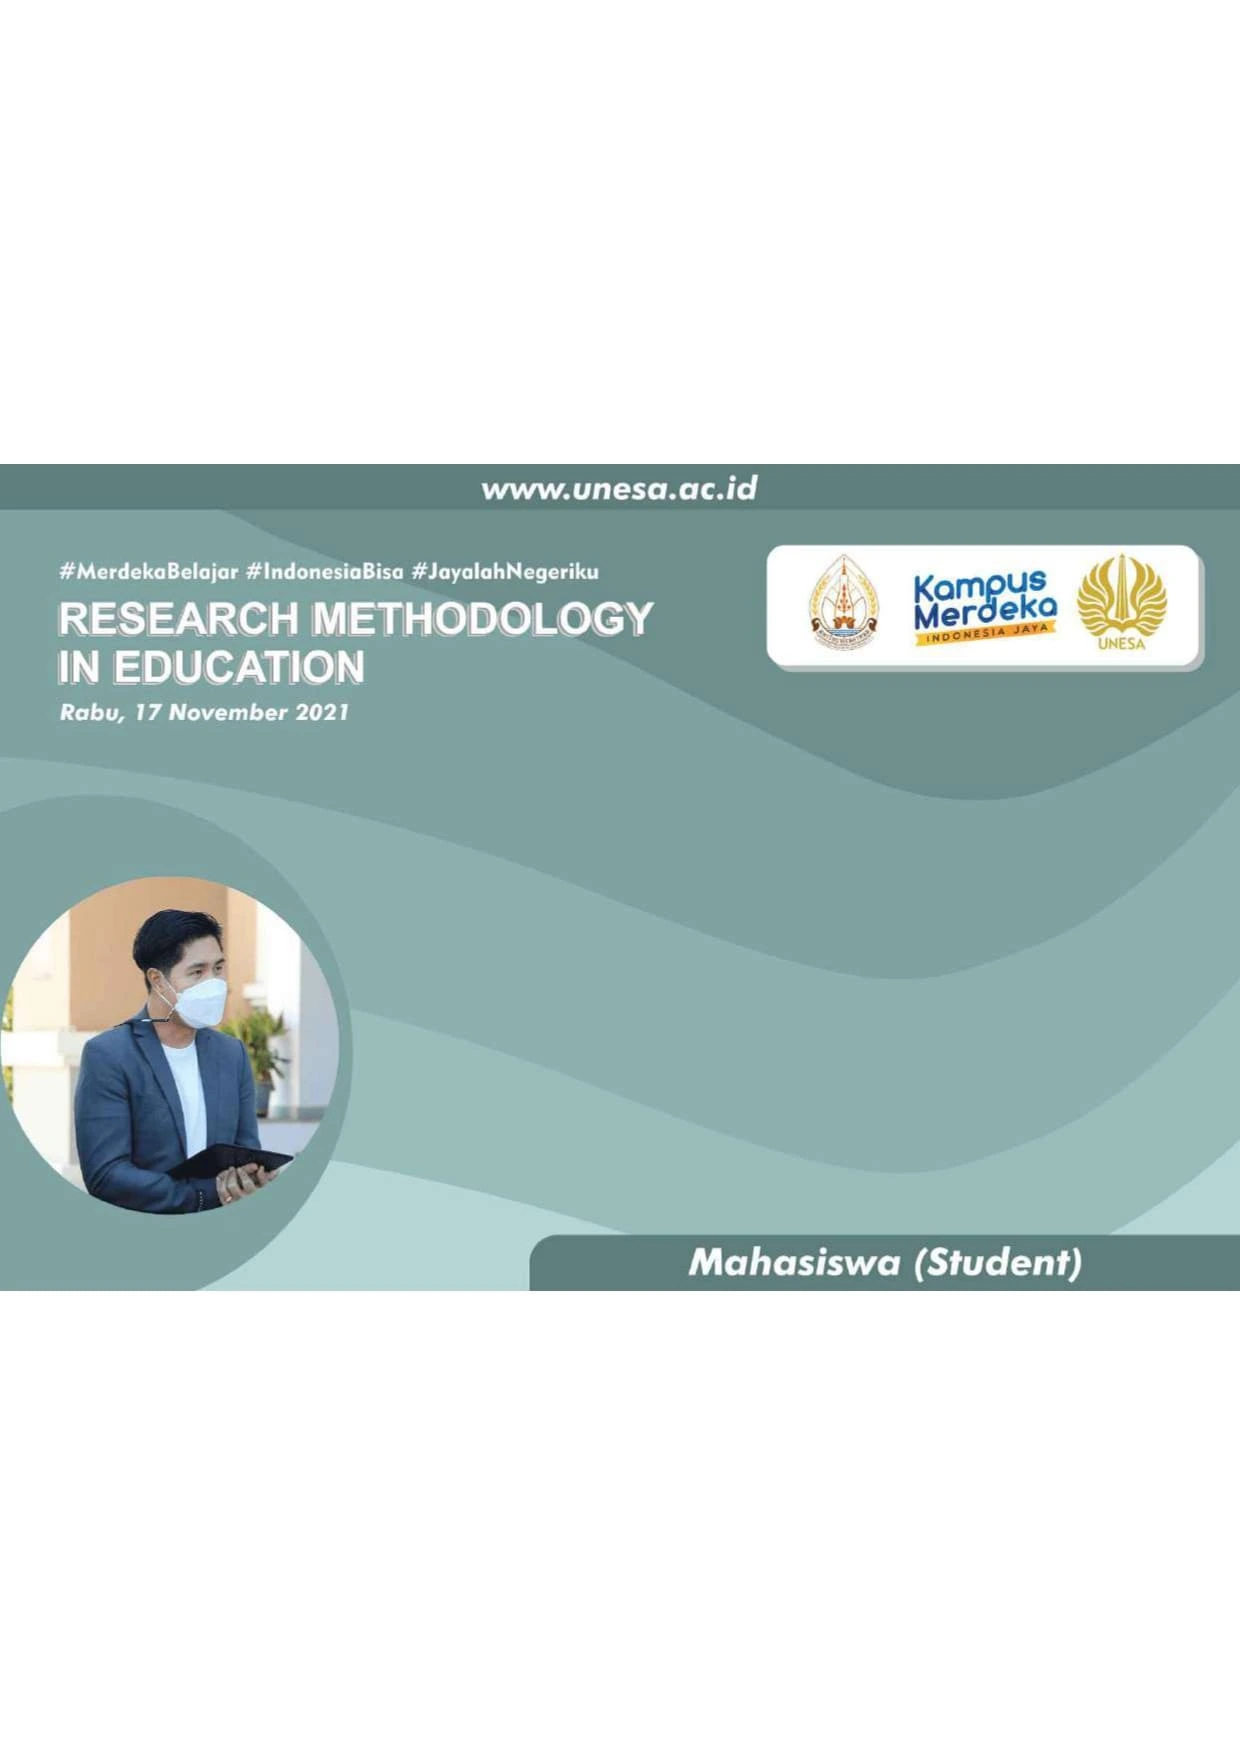 www.unesa.ac.id
#MerdekaBelajar #IndonesiaBisa #JayalahNegeriku
RESEARCH METHODOLOGY
IN EDUCATION
Rabu, 17 November 2021
Kampus
Merdeka
INDONESIA JAYA
UNESA
Mahasiswa (Student)